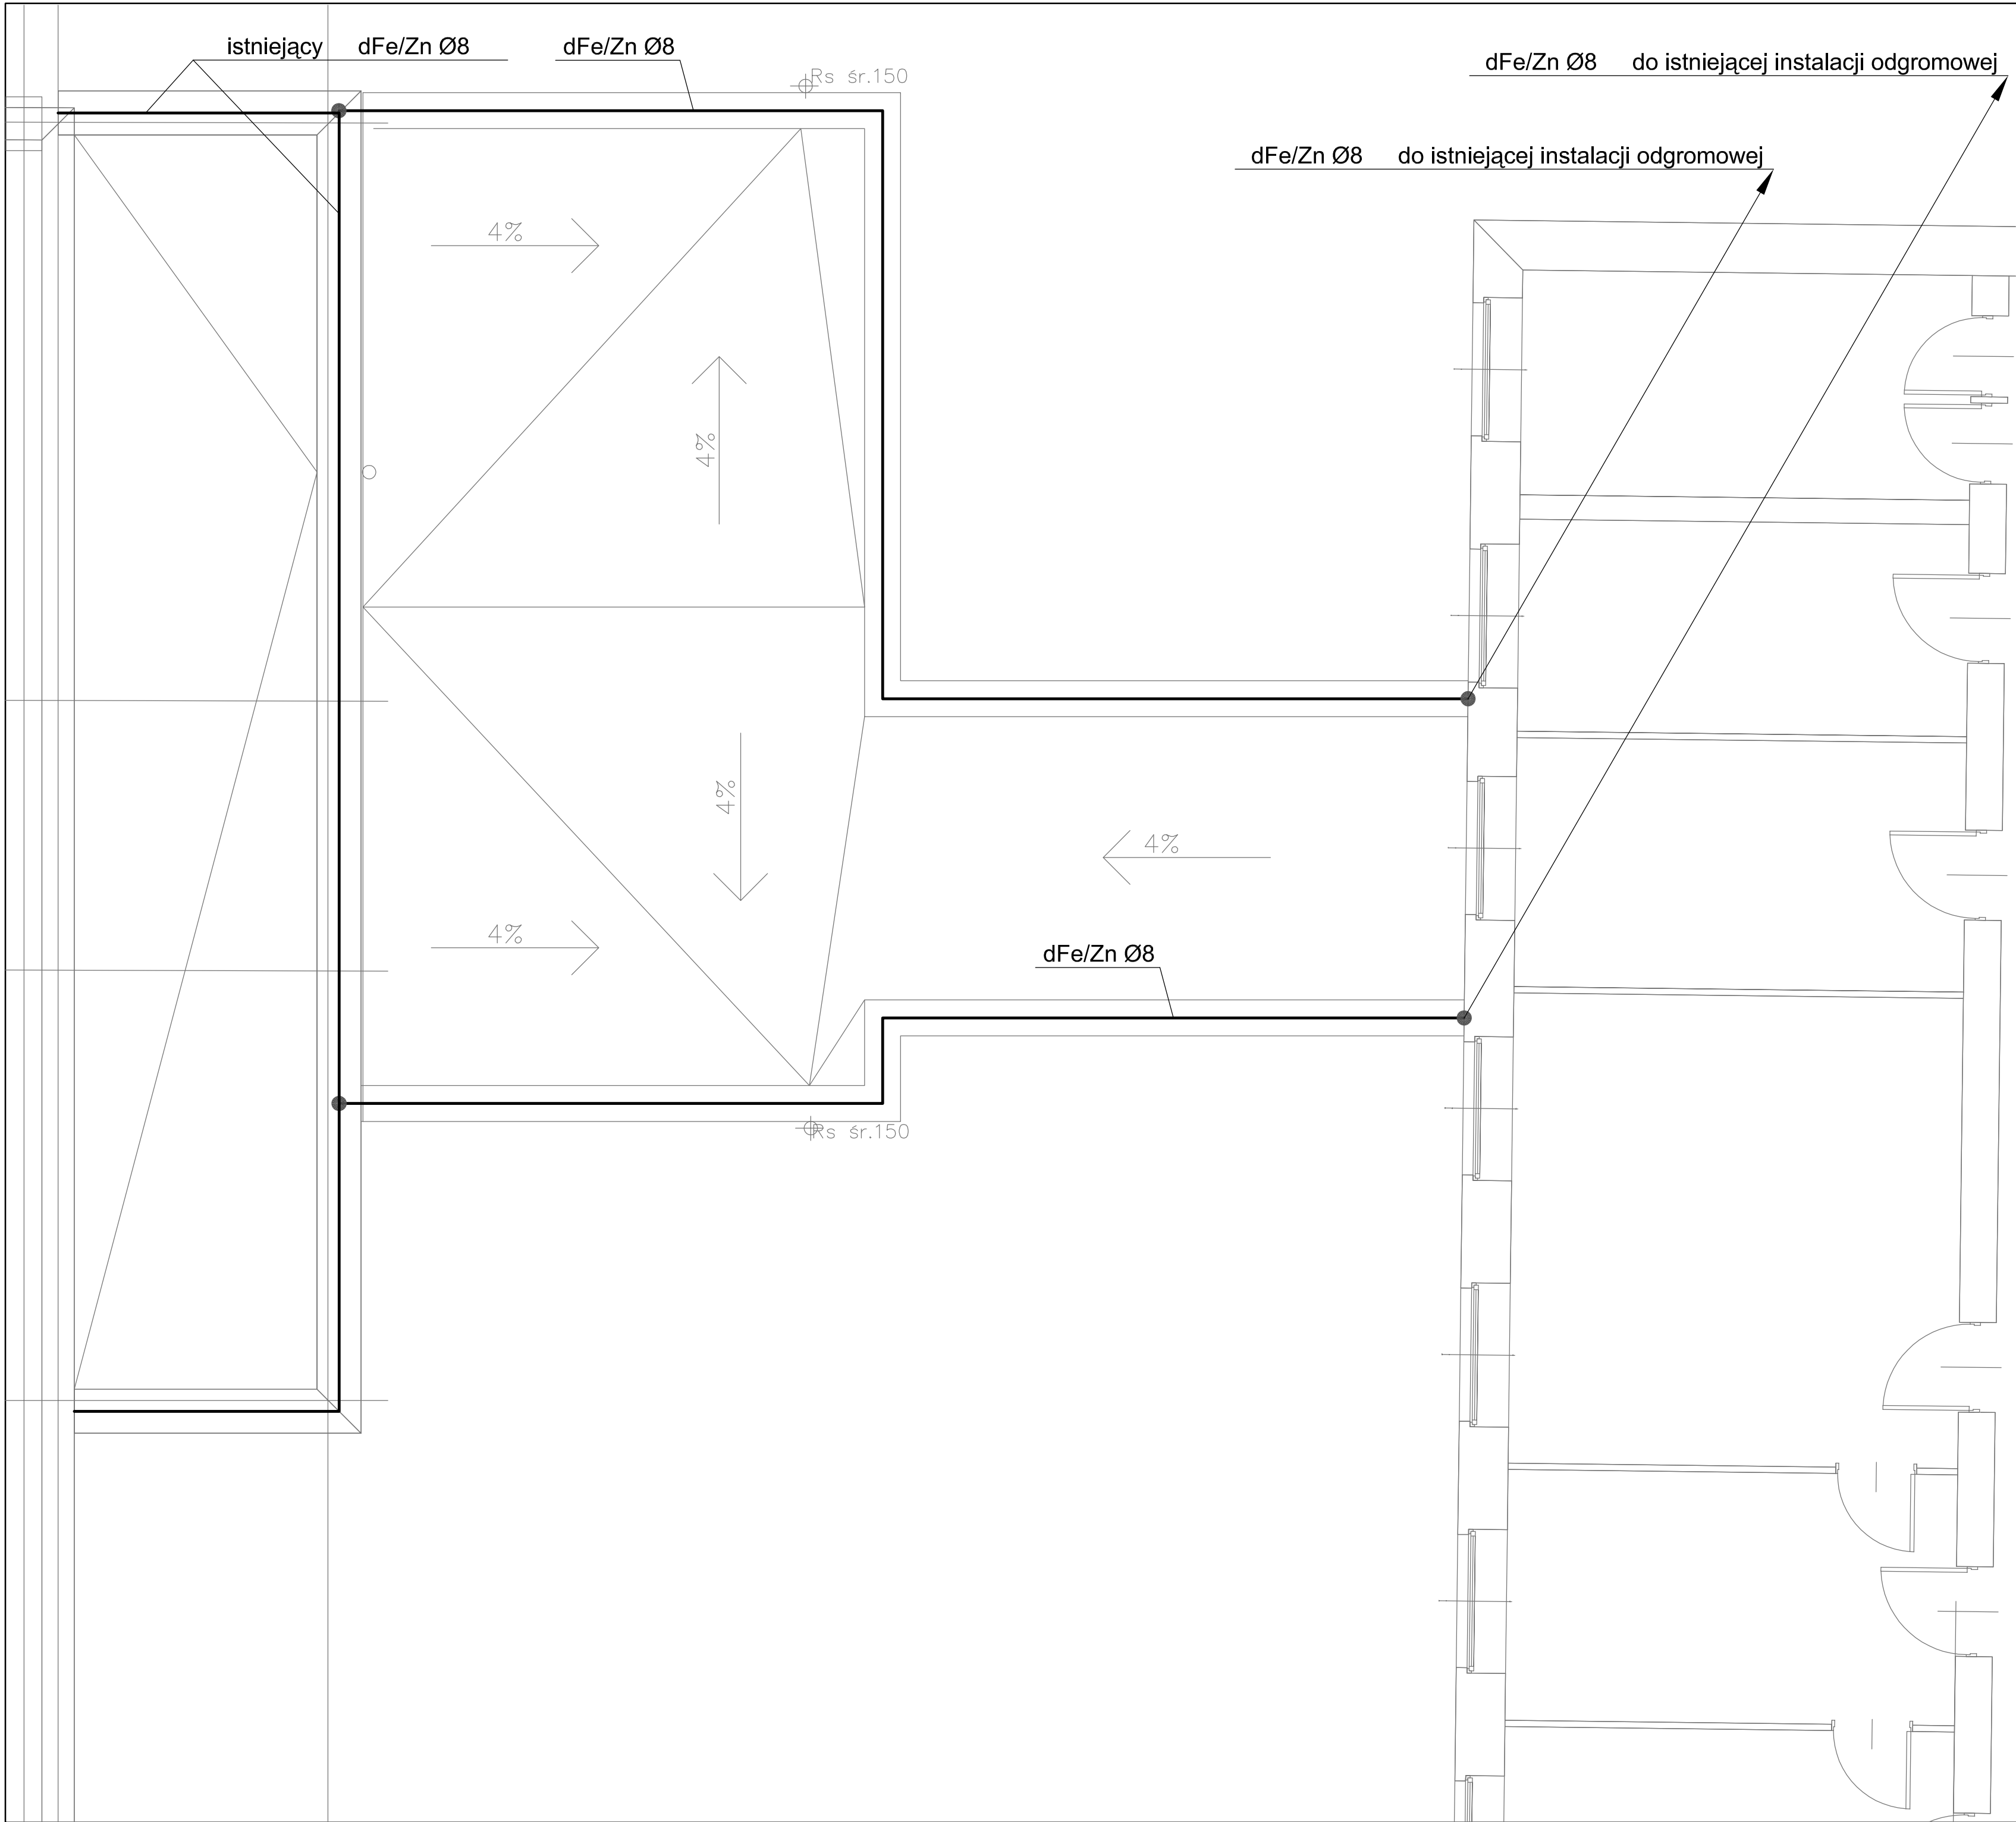 istniejący dFe/Zn Ø8
dFe/Zn Ø8
dFe/Zn Ø8 do istniejącej instalacji odgromowej
Rs śr.150
dFe/Zn Ø8 do istniejącej instalacji odgromowej
4%
4%
4%
4%
4%
dFe/Zn Ø8
Rs śr.150